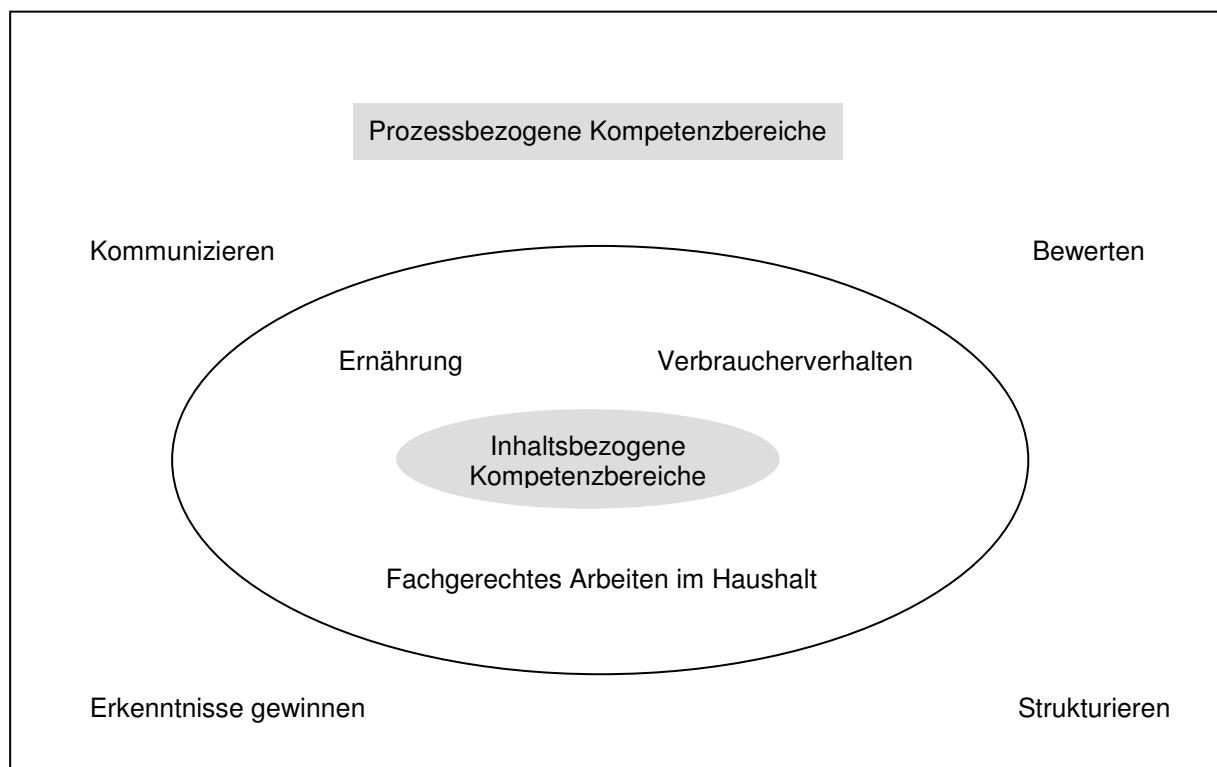 Prozessbezogene Kompetenzbereiche
Kommunizieren
Bewerten
Ernährung
Verbraucherverhalten
Inhaltsbezogene
Kompetenzbereiche
Fachgerechtes Arbeiten im Haushalt
Erkenntnisse gewinnen
Strukturieren